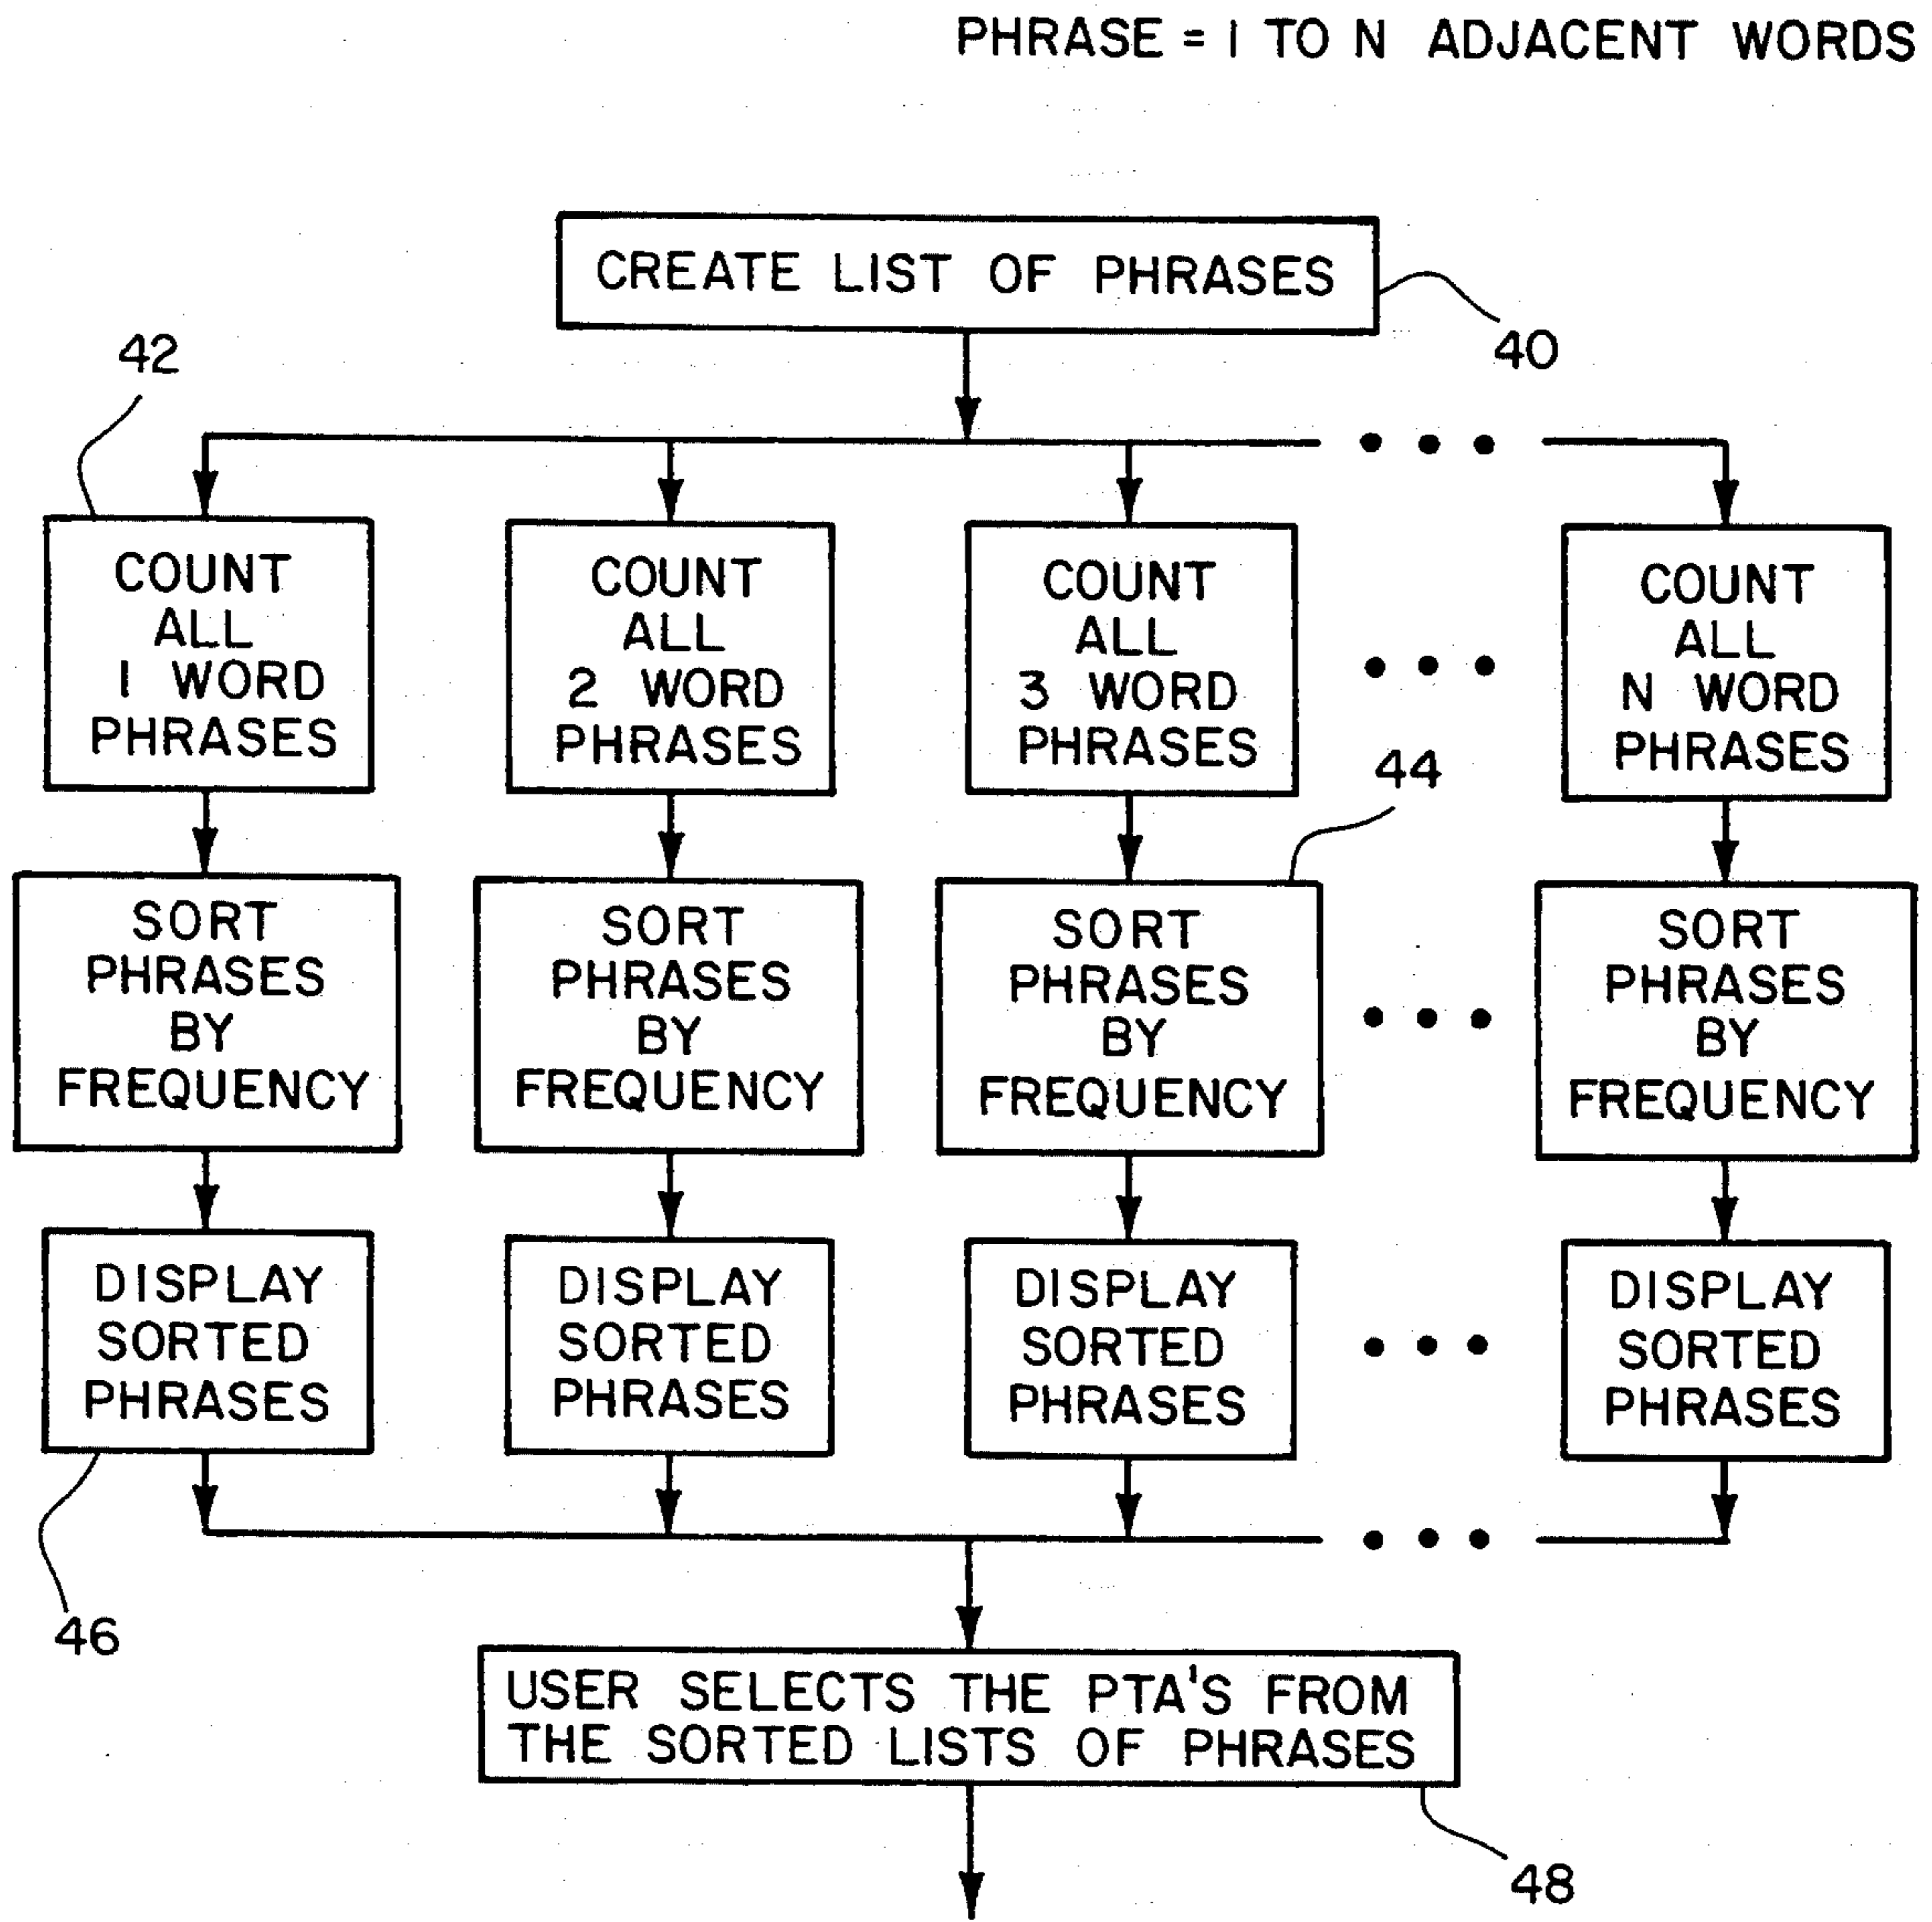 PHRASE = 1 TO N ADJACENT WORDS
CREATE LIST OF PHRASES
40
42
COUNT
ALL
1 WORD
PHRASES
COUNT
ALL
2 WORD
PHRASES
COUNT
ALL
3 WORD
PHRASES
COUNT
ALL
N WORD
PHRASES
44
SORT
PHRASES
BY
FREQUENCY
SORT
PHRASES
BY
FREQUENCY
SORT
PHRASES
BY
FREQUENCY
SORT
PHRASES
BY
FREQUENCY
DISPLAY
SORTED
PHRASES
DISPLAY
SORTED
PHRASES
DISPLAY
SORTED
PHRASES
DISPLAY
SORTED
PHRASES
46
USER SELECTS THE PTA'S FROM
THE SORTED LISTS OF PHRASES
48